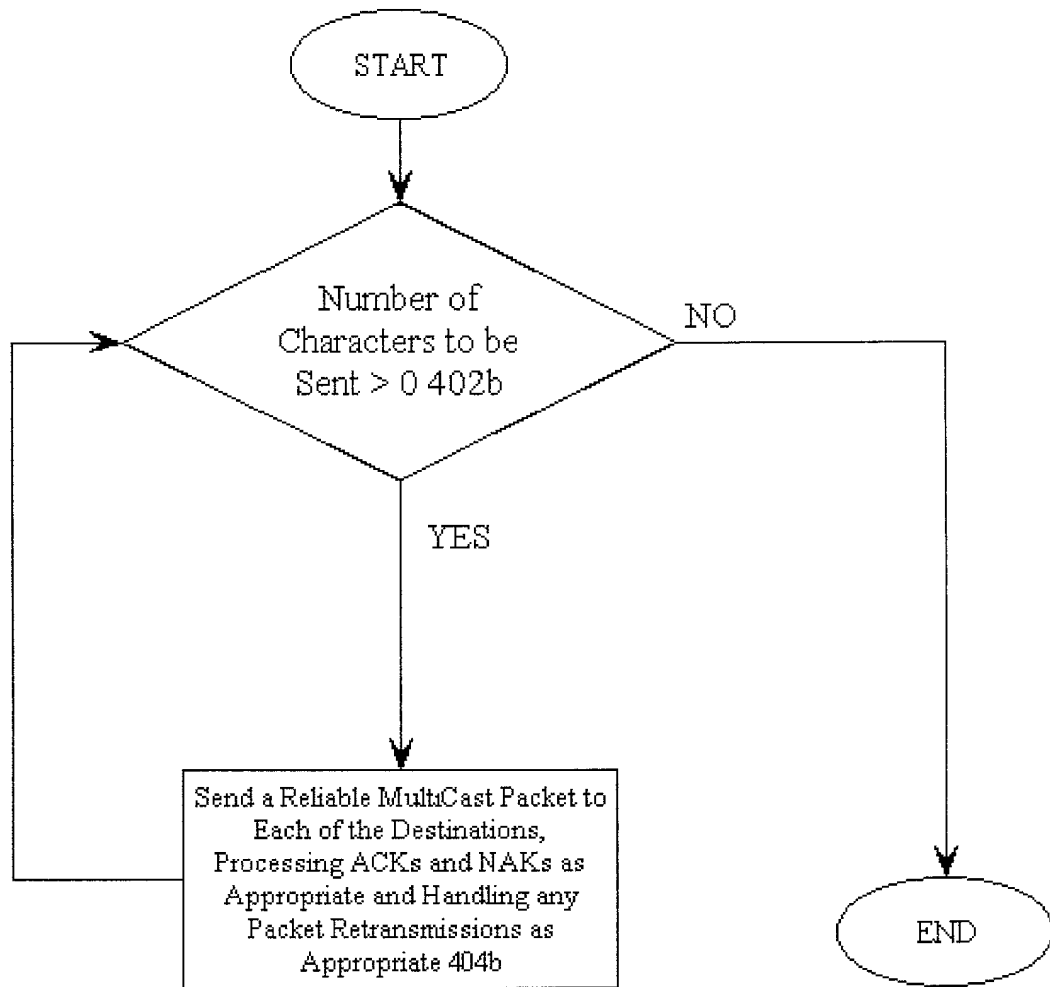 START
Number of
Characters to be
Sent > 0 402b
NO
YES
Send a Reliable MultiCast Packet to
Each of the Destinations,
Processing ACKs and NAKs as
Appropriate and Handling any
Packet Retransmissions as
Appropriate 404b
END